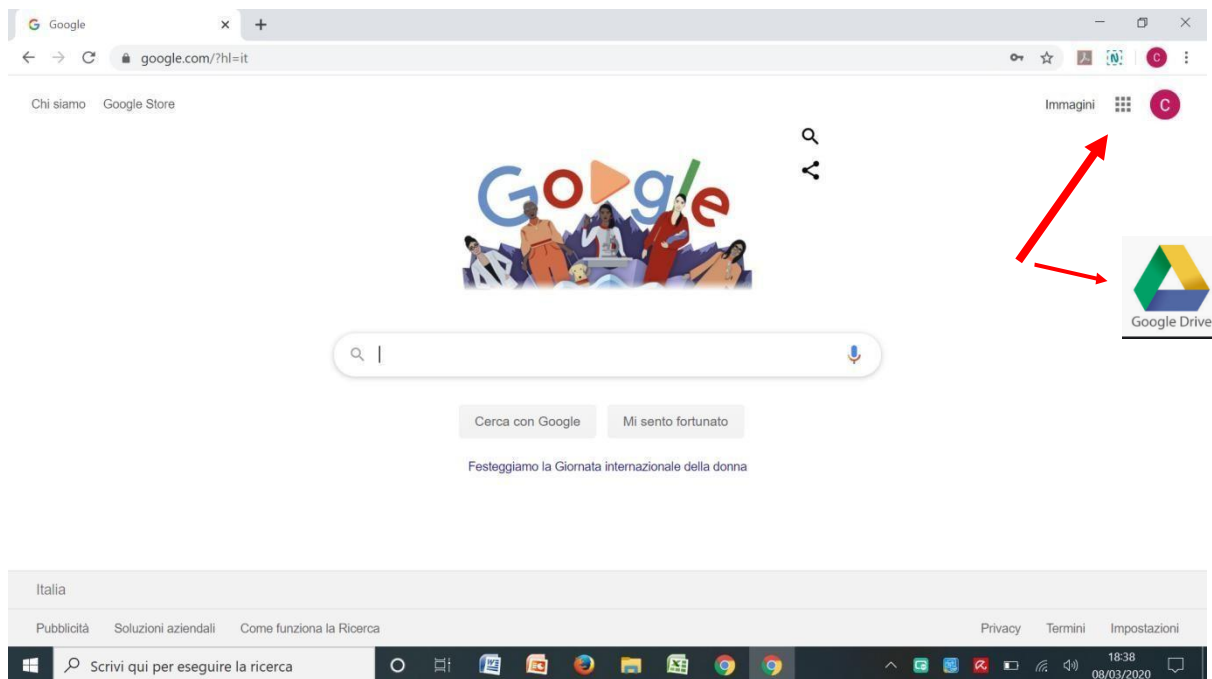 Google
google.com/?hl=it
C
Chi siamo Google Store
Immagini C
Google
Google Drive
Cerca con Google Mi sento fortunato
Festeggiamo la Giornata internazionale della donna
Italia
Pubblicità Soluzioni aziendali Come funziona la Ricerca Privacy Termini Impostazioni
Scrivi qui per eseguire la ricerca 18:38
08/03/2020